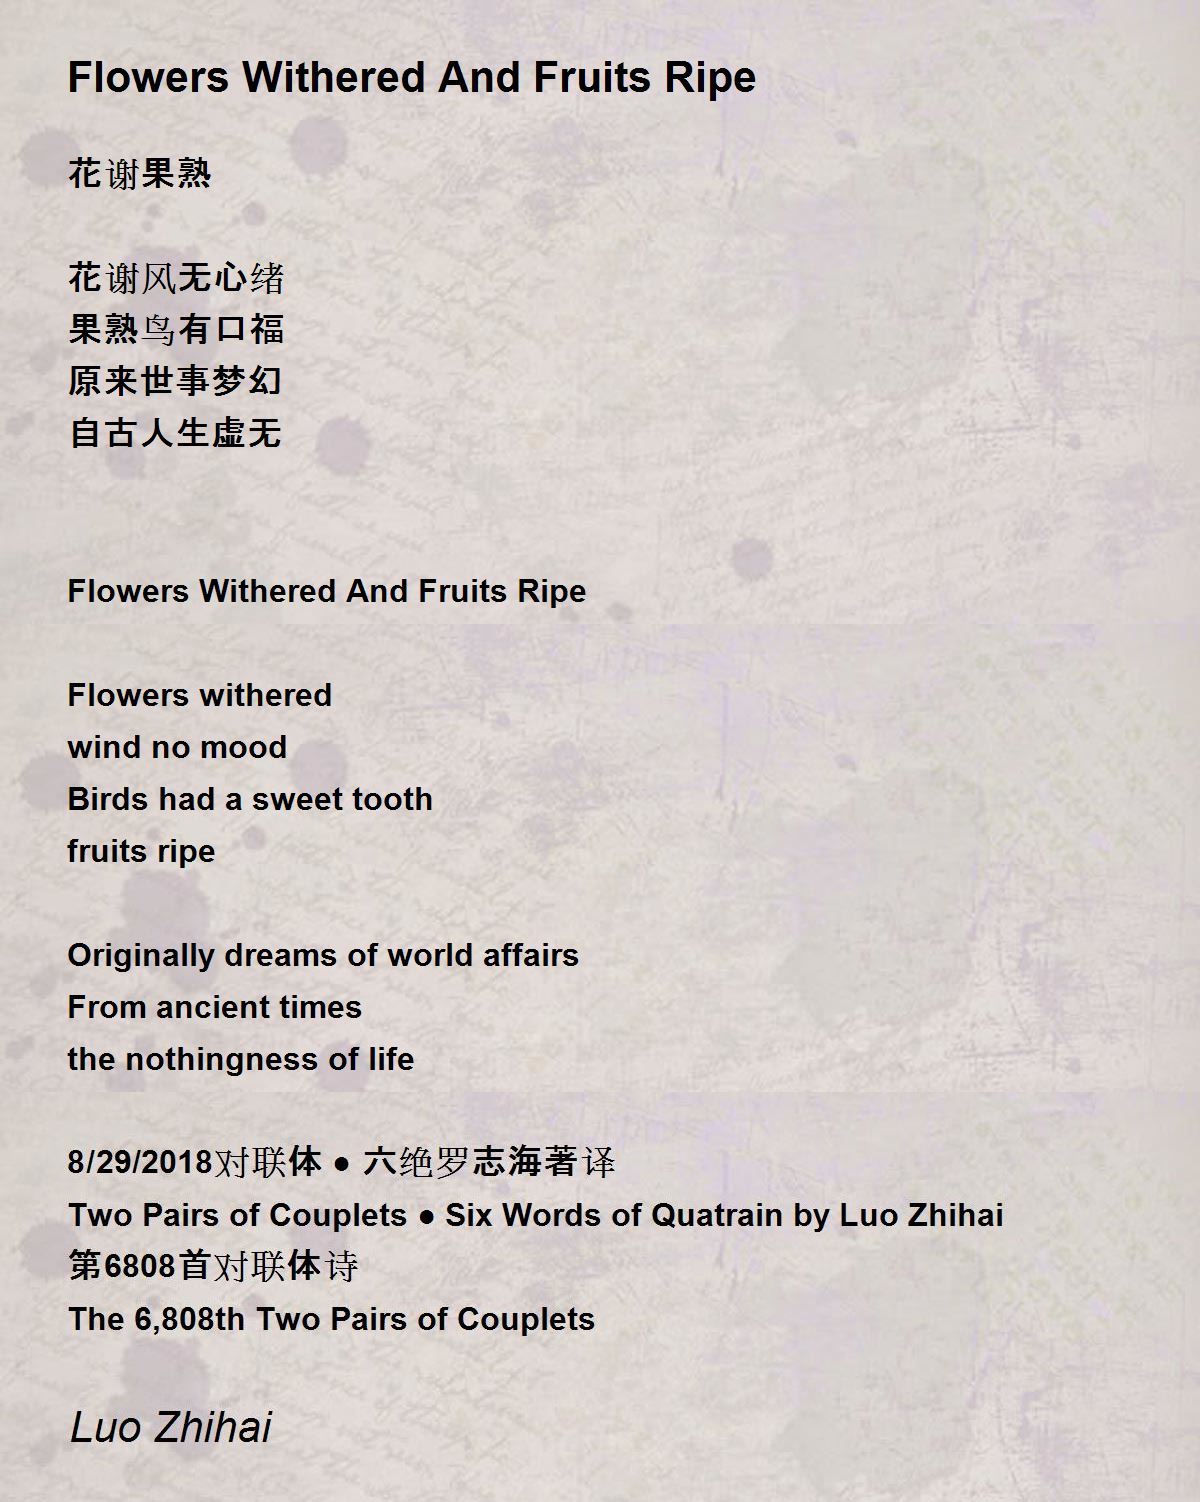 Flowers Withered And Fruits Ripe
花谢果熟
花谢风无心绪
果熟鸟有口福
原来世事梦幻
自古人生虚无
Flowers Withered And Fruits Ripe
Flowers withered
wind no mood
Birds had a sweet tooth
fruits ripe
Originally dreams of world affairs
From ancient times
the nothingness of life
8/29/2018对联体 ● 六绝罗志海著译
Two Pairs of Couplets ● Six Words of Quatrain by Luo Zhihai
第6808首对联体诗
The 6,808th Two Pairs of Couplets
Luo Zhihai